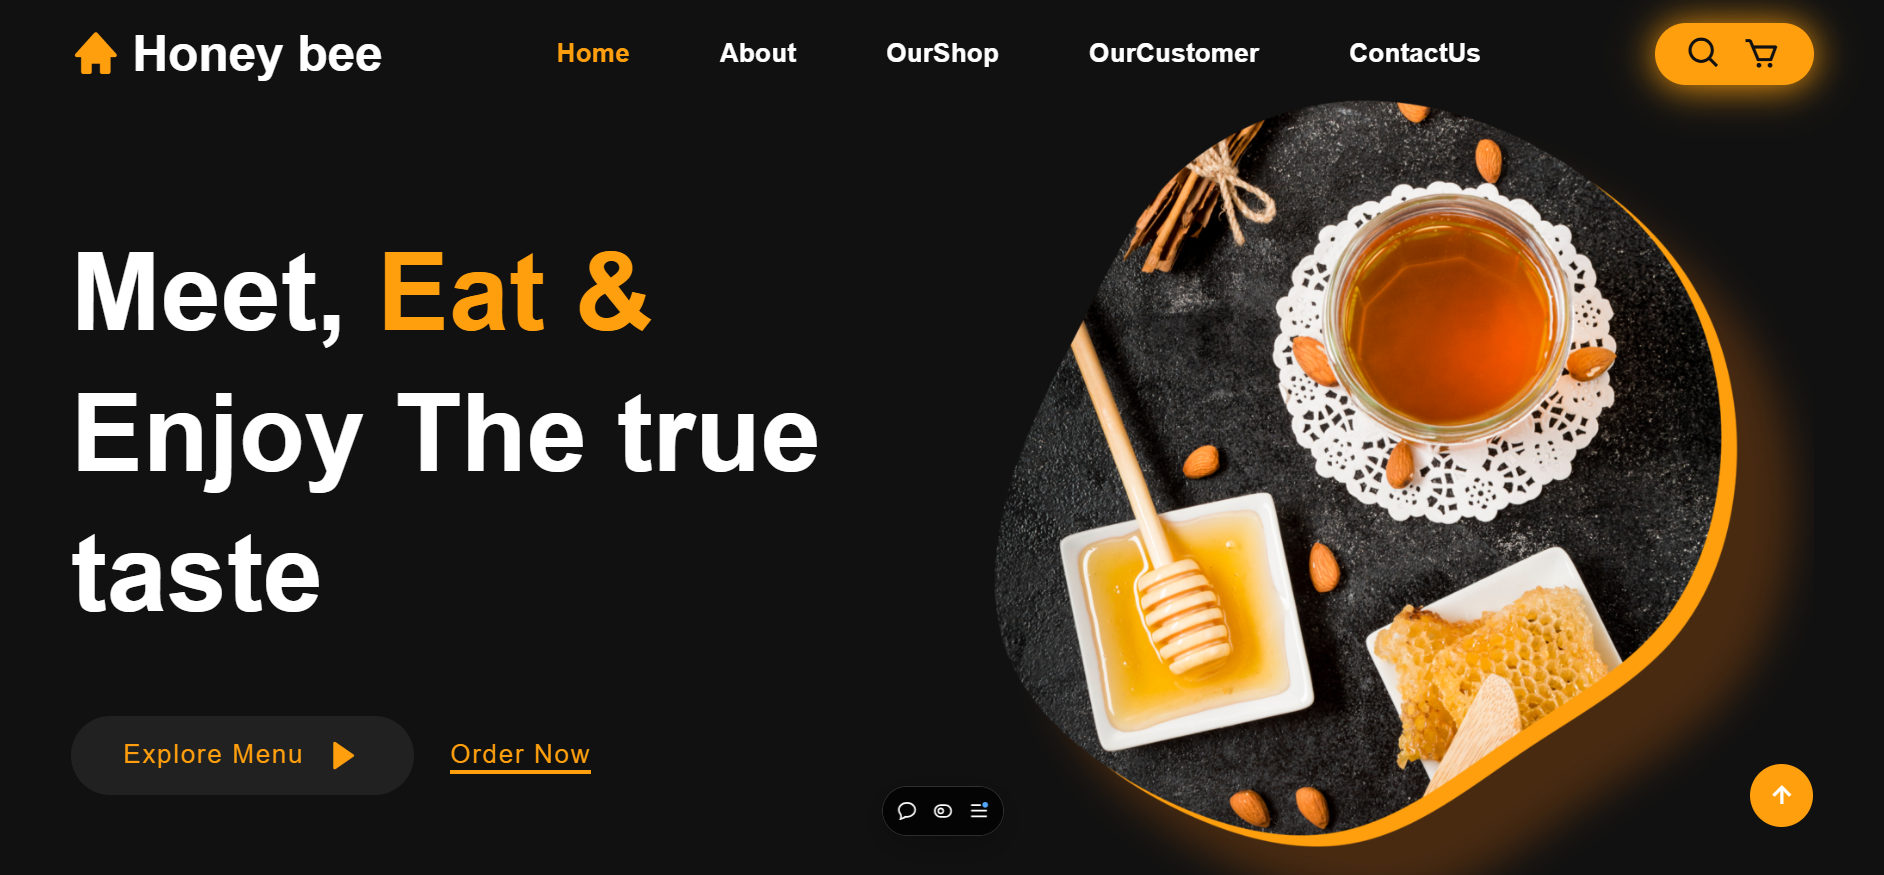 Honey bee
Home About OurShop OurCustomer ContactUs
Meet, Eat &
Enjoy The true
taste
Explore Menu
Order Now